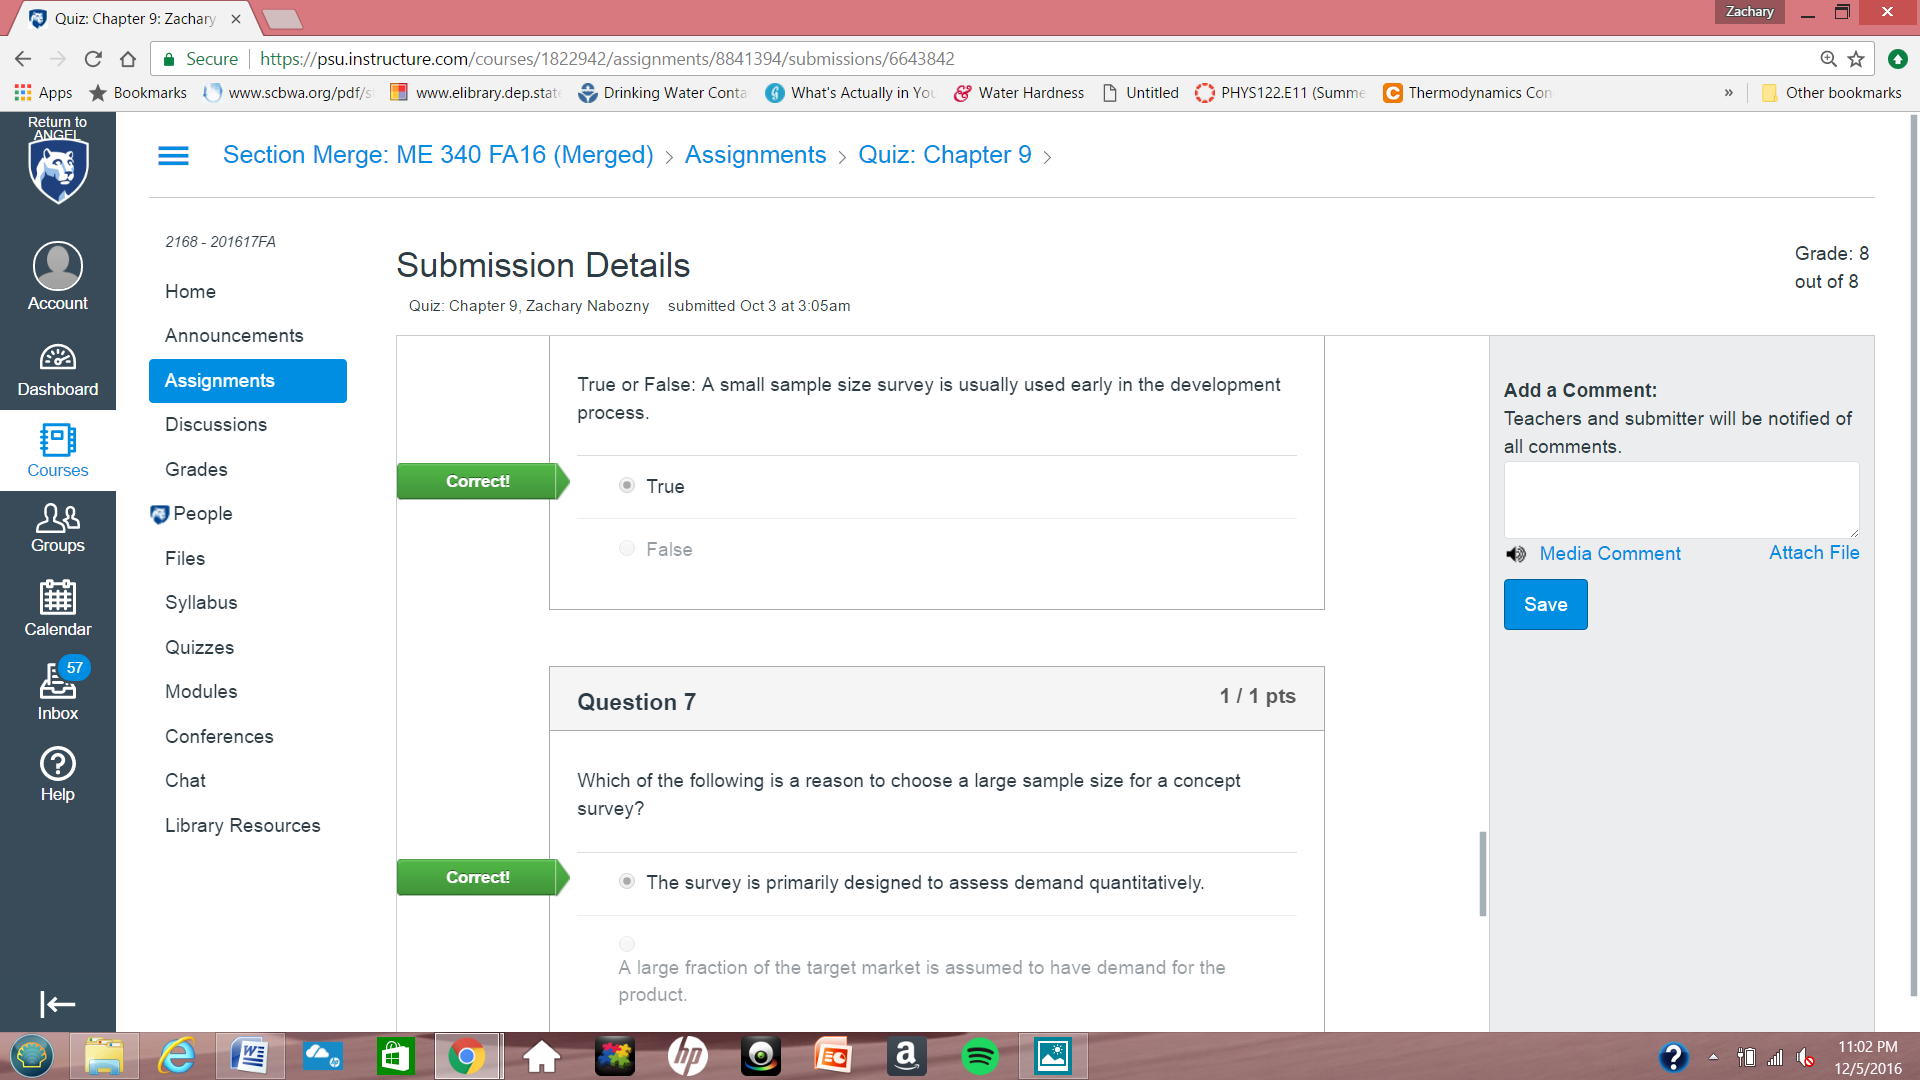 Quiz: Chapter 9: Zachary
Zachary
Secure https://psu.instructure.com/courses/1822942/assignments/8841394/submissions/6643842
Apps Bookmarks www.scbwa.org/pdf/s www.elibrary.dep.stat Drinking Water Conta What's Actually in You Water Hardness Untitled PHYS122.E11 (Summe Thermodynamics Con » Other bookmarks
Return to
ANGEL
Section Merge: ME 340 FA16 (Merged) > Assignments > Quiz: Chapter 9 >
Account
Dashboard
Courses
Groups
Calendar
57
Inbox
Help
2168 - 201617FA
Home
Announcements
Assignments
Discussions
Grades
People
Files
Syllabus
Quizzes
Modules
Conferences
Chat
Library Resources
Submission Details
Grade: 8
out of 8
Quiz: Chapter 9, Zachary Nabozny submitted Oct 3 at 3:05am
True or False: A small sample size survey is usually used early in the development
process.
Correct!
True
False
Question 7
1 / 1 pts
Which of the following is a reason to choose a large sample size for a concept
survey?
Correct!
The survey is primarily designed to assess demand quantitatively.
A large fraction of the target market is assumed to have demand for the
product.
Add a Comment:
Teachers and submitter will be notified of
all comments.
Media Comment
Attach File
Save
11:02 PM
12/5/2016